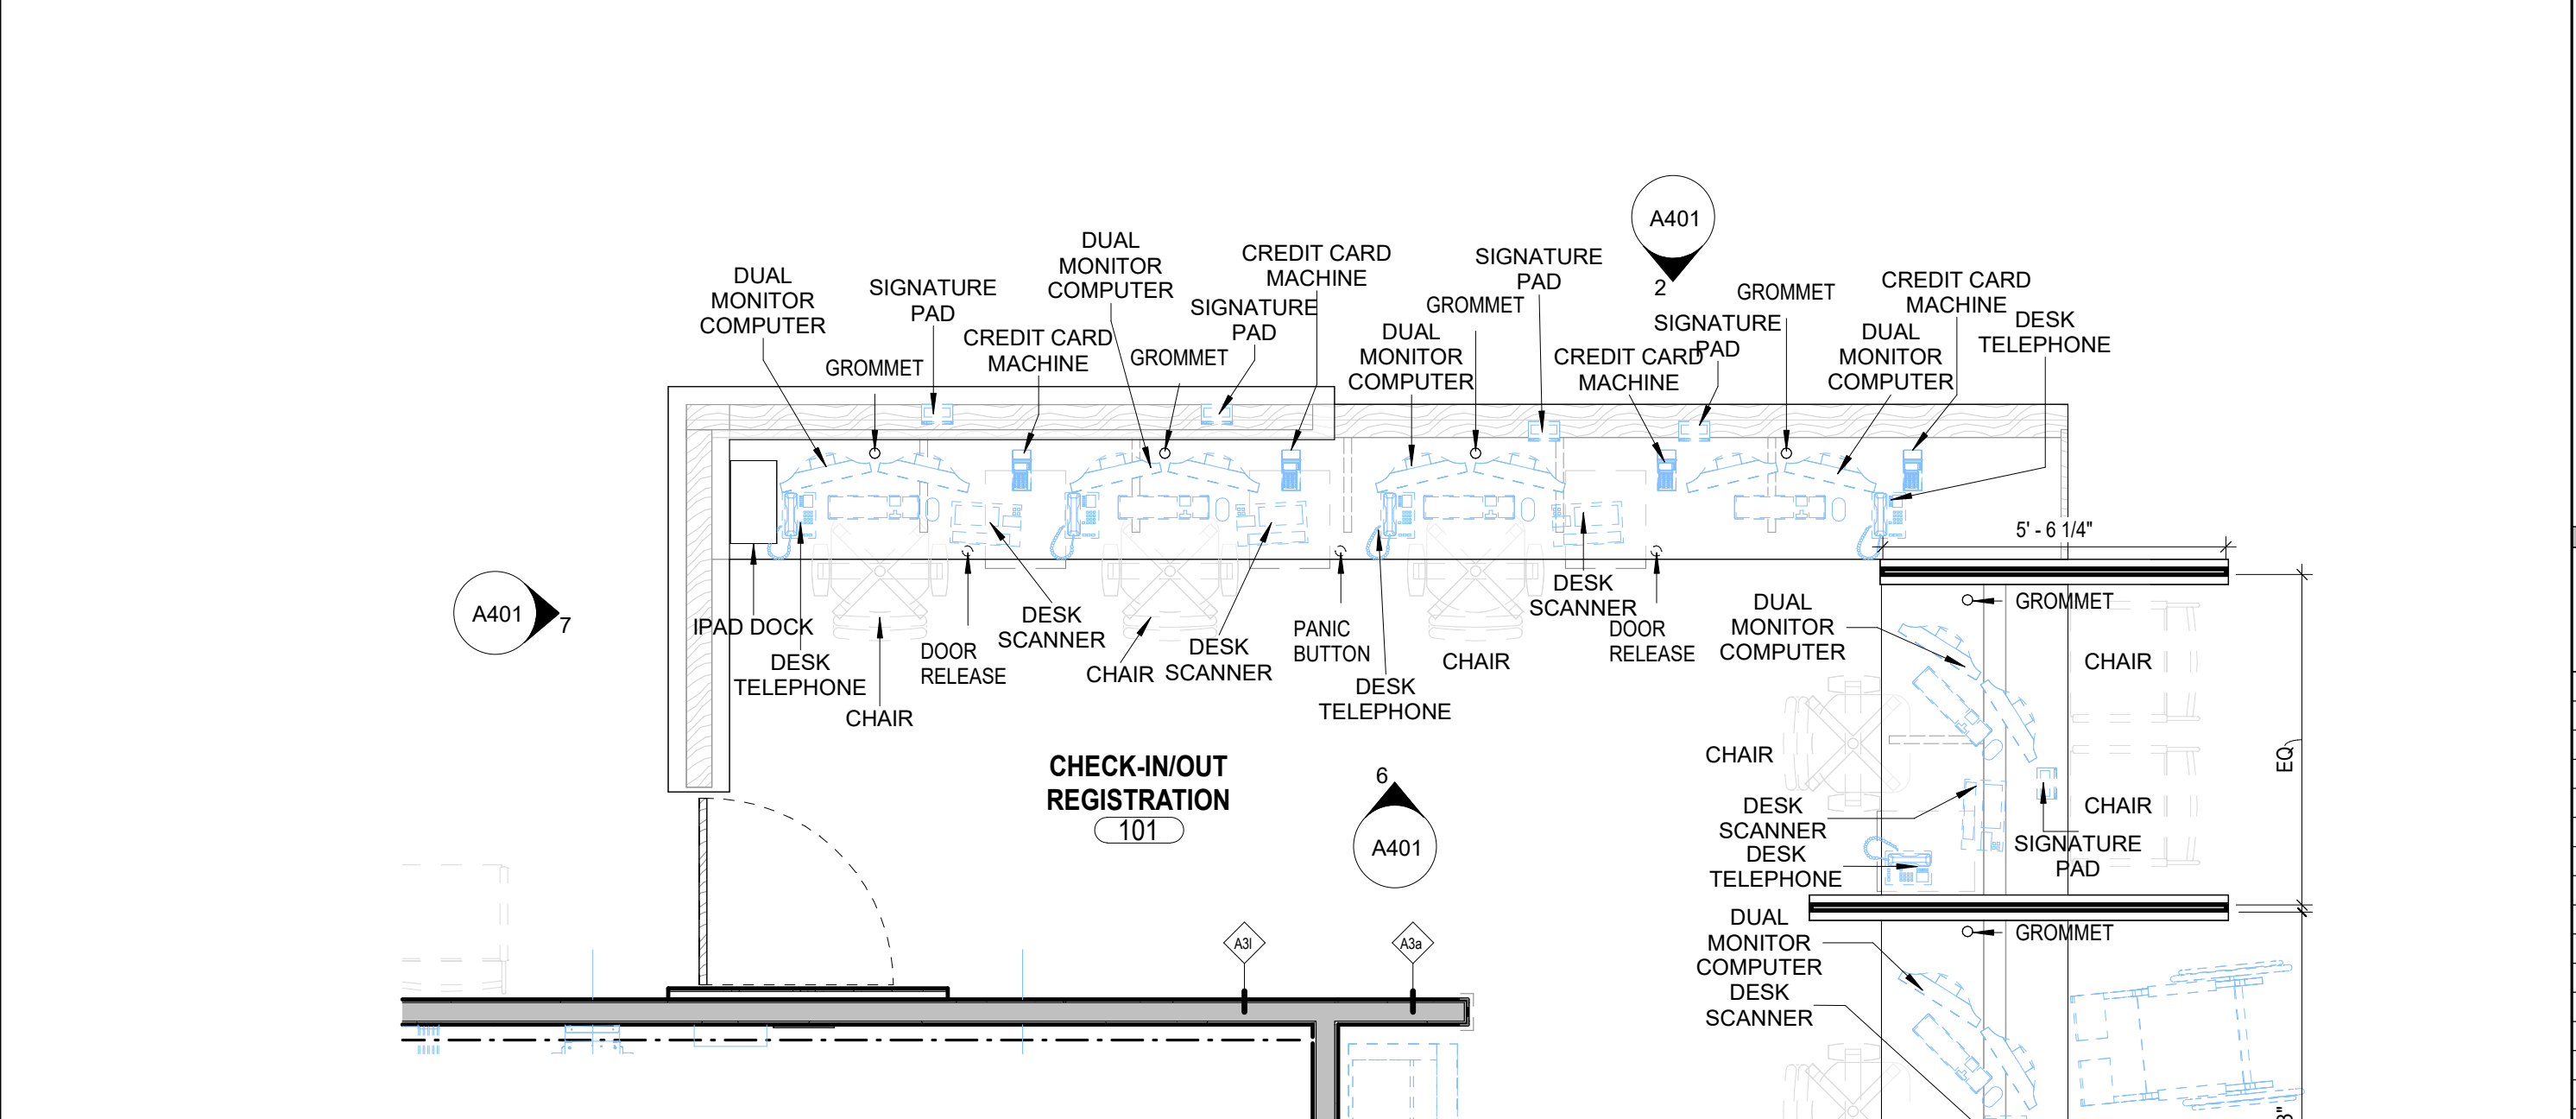 A401
2
DUAL
MONITOR
COMPUTER
SIGNATURE
PAD
GROMMET
CREDIT CARD
MACHINE
DUAL
MONITOR
COMPUTER
GROMMET
SIGNATURE
PAD
CREDIT CARD
MACHINE
DUAL
MONITOR
COMPUTER
GROMMET
SIGNATURE
PAD
CREDIT CARD
MACHINE
SIGNATURE
PAD
GROMMET
DUAL
MONITOR
COMPUTER
CREDIT CARD
MACHINE
DESK
TELEPHONE
5' - 6 1/4"
A401
7
IPAD DOCK
DESK
TELEPHONE
CHAIR
DOOR
RELEASE
DESK
SCANNER
CHAIR
DESK
SCANNER
PANIC
BUTTON
DESK
TELEPHONE
CHAIR
DESK
SCANNER
DOOR
RELEASE
DUAL
MONITOR
COMPUTER
GROMMET
CHAIR
CHAIR
EQ
DESK
SCANNER
CHAIR
DESK
TELEPHONE
SIGNATURE
PAD
CHECK-IN/OUT
REGISTRATION
101
6
A401
A3l
A3a
DUAL
MONITOR
COMPUTER
GROMMET
DESK
SCANNER